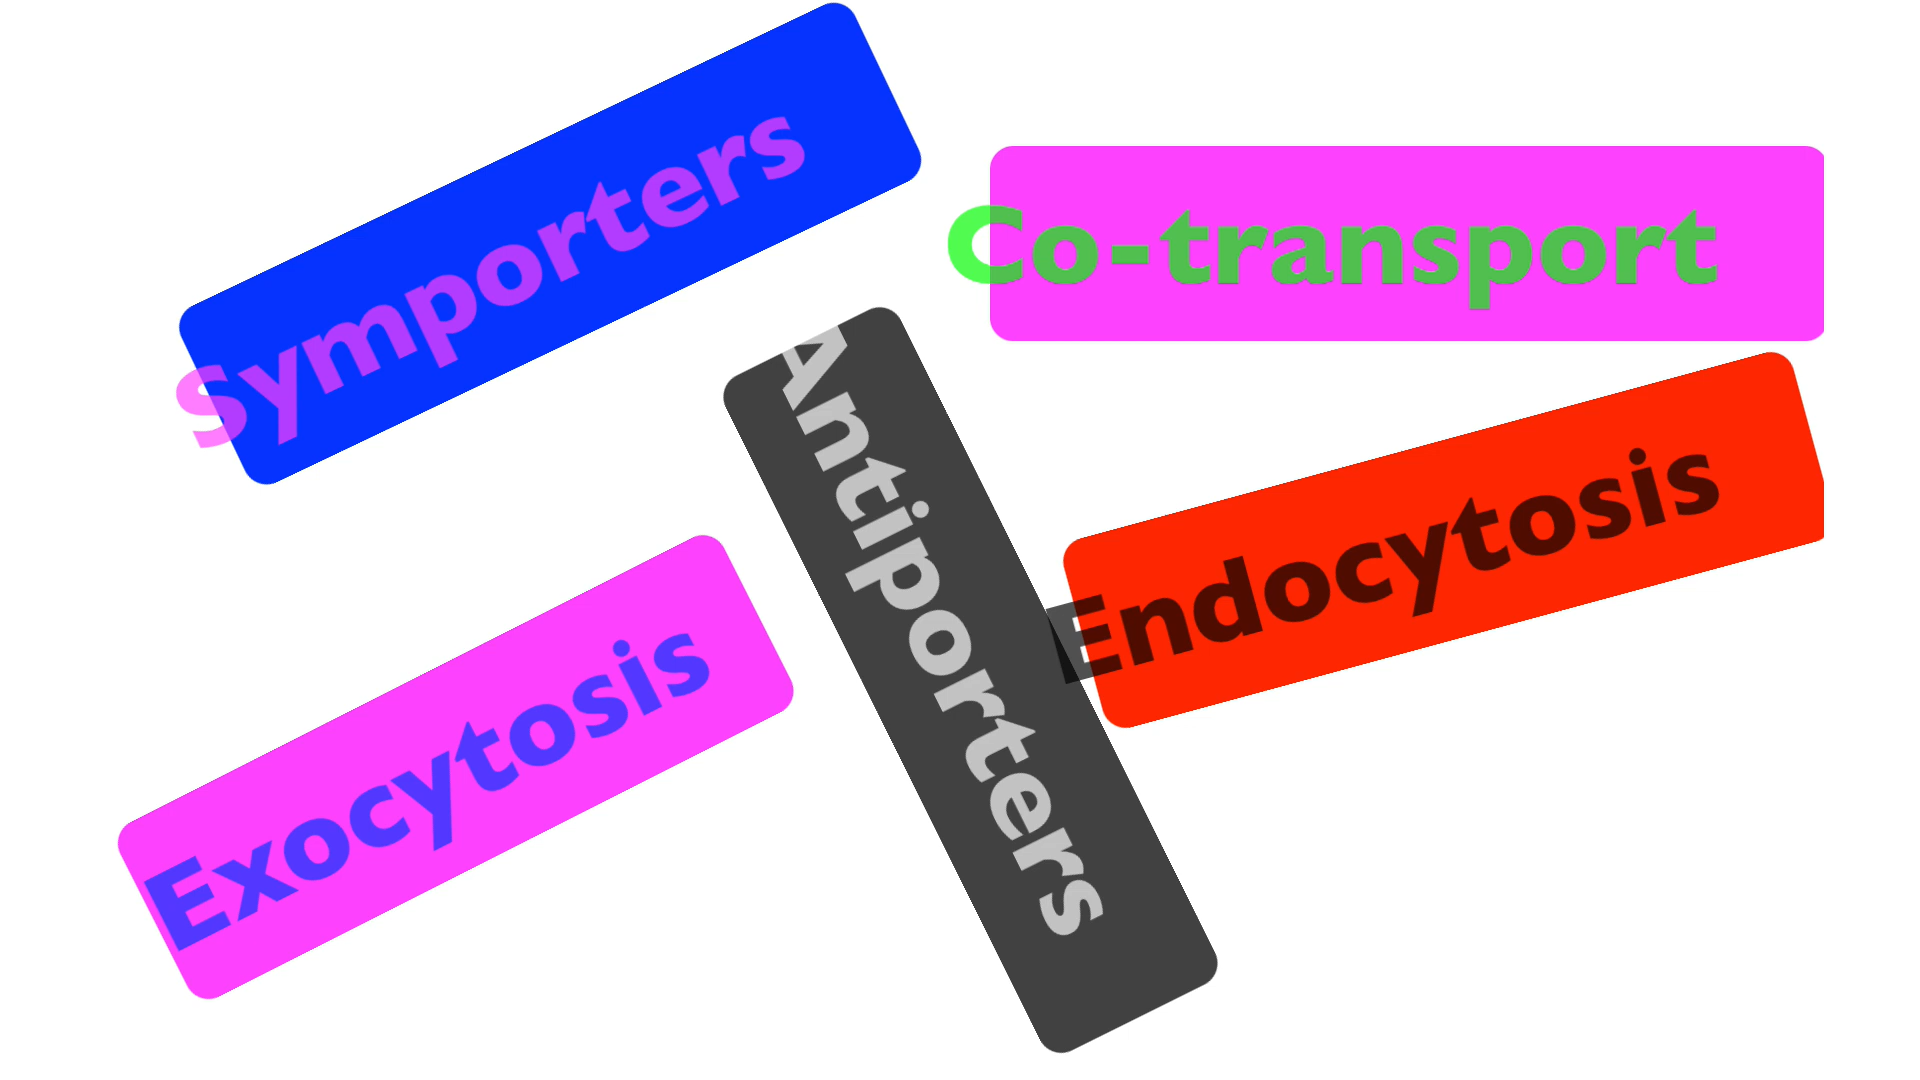 Symporters
Co-transport
Antiporters
Endocytosis
Exocytosis